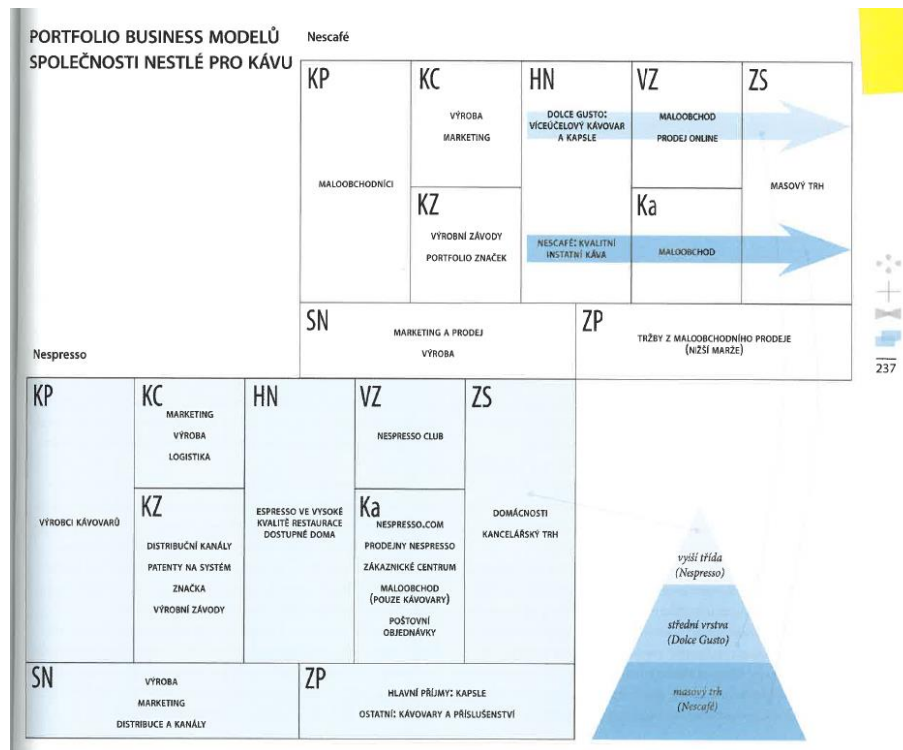 PORTFOLIO BUSINESS MODELŮ
SPOLEČNOSTI NESTLÉ PRO KÁVU
Nescafé
KP
MALOOBCHODNÍCI
KC
VÝROBA
MARKETING
KZ
VÝROBNÍ ZÁVODY
PORTFOLIO ZNAČEK
HN
DOLCE GUSTO:
VÍCEÚČELOVÝ KÁVOVAR
A KAPSLE
NESCAFÉ: KVALITNÍ
INSTATNÍ KÁVA
VZ
MALOOBCHOD
PRODEJ ONLINE
Ka
MALOOBCHOD
ZS
MASOVÝ TRH
SN
MARKETING A PRODEJ
VÝROBA
ZP
TRŽBY Z MALOOBCHODNÍHO PRODEJE
(NIŽŠÍ MARŽE)
237
Nespresso
KP
VÝROBCI KÁVOVARŮ
KC
MARKETING
VÝROBA
LOGISTIKA
KZ
DISTRIBUČNÍ KANÁLY
PATENTY NA SYSTÉM
ZNAČKA
VÝROBNÍ ZÁVODY
HN
ESPRESSO VE VYSOKÉ
KVALITĚ RESTAURACE
DOSTUPNÉ DOMA
VZ
NESPRESSO CLUB
Ka
NESPRESSO.COM
PRODEJNY NESPRESSO
ZÁKAZNICKÉ CENTRUM
MALOOBCHOD
(POUZE KÁVOVARY)
POŠTOVNÍ
OBJEDNÁVKY
ZS
DOMÁCNOSTI
KANCELÁŘSKÝ TRH
SN
VÝROBA
MARKETING
DISTRIBUCE A KANÁLY
ZP
HLAVNÍ PŘÍJMY: KAPSLE
OSTATNÍ: KÁVOVARY A PŘÍSLUŠENSTVÍ
vyšší třída
(Nespresso)
střední vrstva
(Dolce Gusto)
masový trh
(Nescafé)